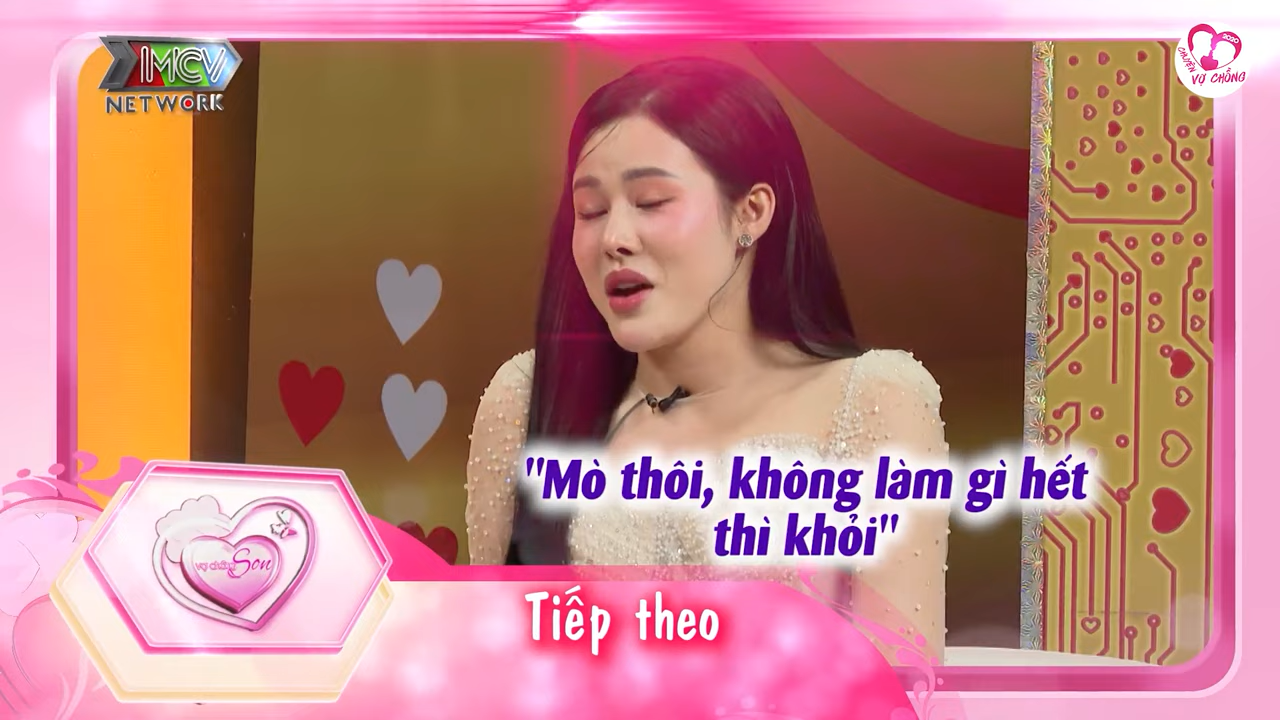 MCV
NETWORK
2020
CHUYỆN
VỢ CHỒNG
"Mò thôi, không làm gì hết
thì khỏi"
vợ chồng Son
Tiếp theo